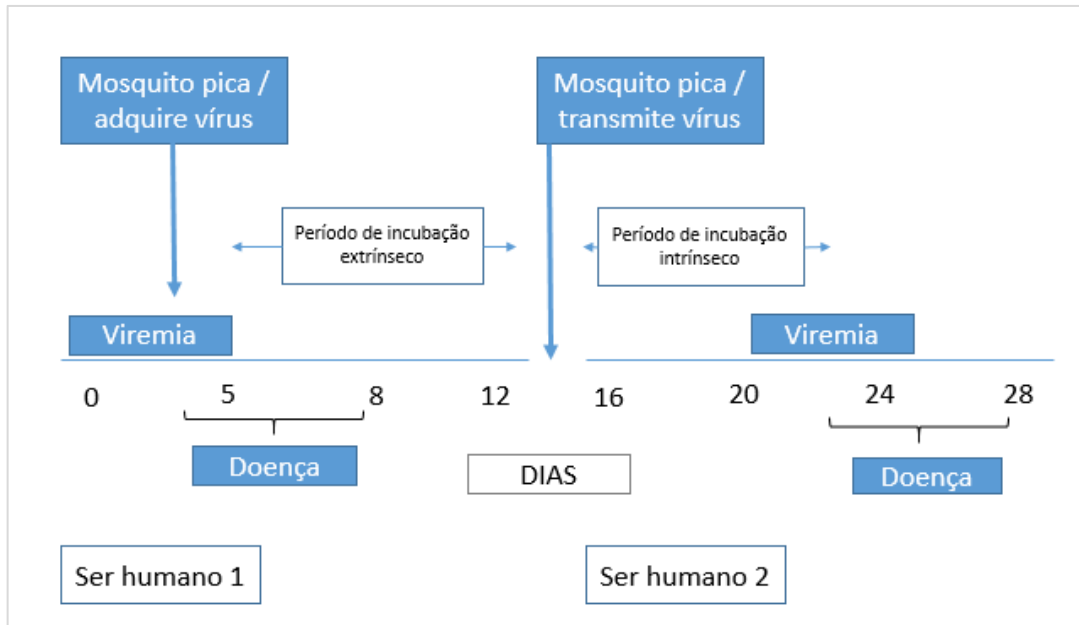 Mosquito pica /
adquire vírus
Mosquito pica /
transmite vírus
Período de incubação
extrínseco
Período de incubação
intrínseco
Viremia
Viremia
0 5 8 12 16 20 24 28
Doença
DIAS
Doença
Ser humano 1
Ser humano 2